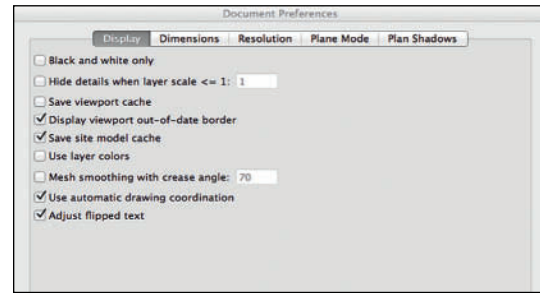 Document Preferences
Display Dimensions Resolution Plane Mode Plan Shadows
Black and white only
Hide details when layer scale <= 1: 1
Save viewport cache
Display viewport out-of-date border
Save site model cache
Use layer colors
Mesh smoothing with crease angle: 70
Use automatic drawing coordination
Adjust flipped text